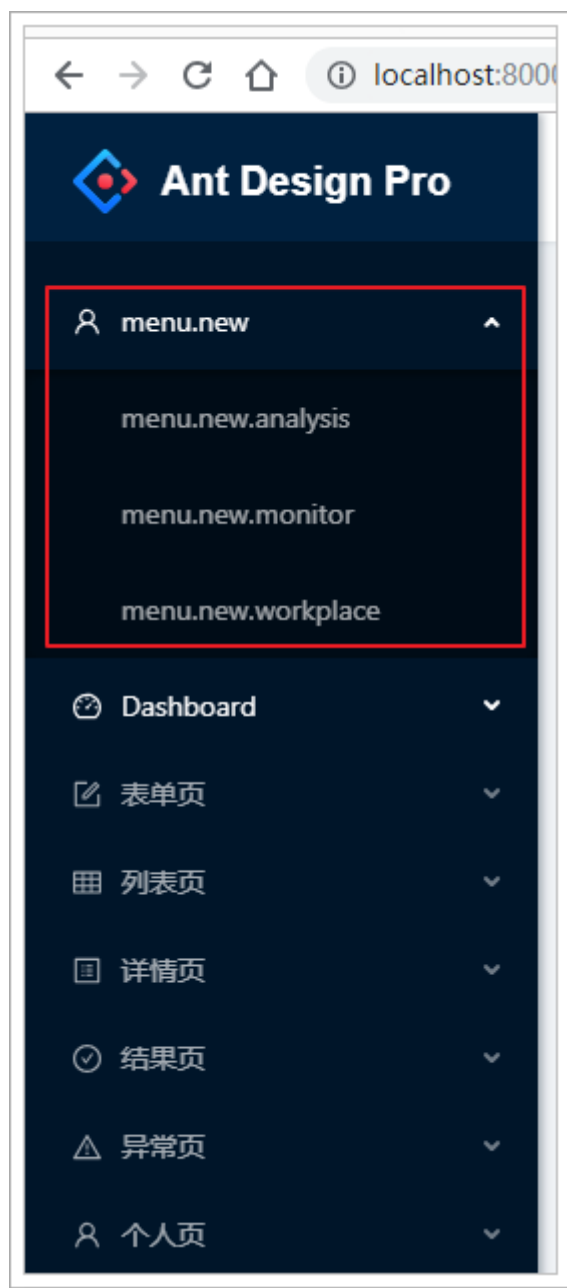 localhost:8000
Ant Design Pro
menu.new
menu.new.analysis
menu.new.monitor
menu.new.workplace
Dashboard
表单页
列表页
详情页
结果页
异常页
个人页